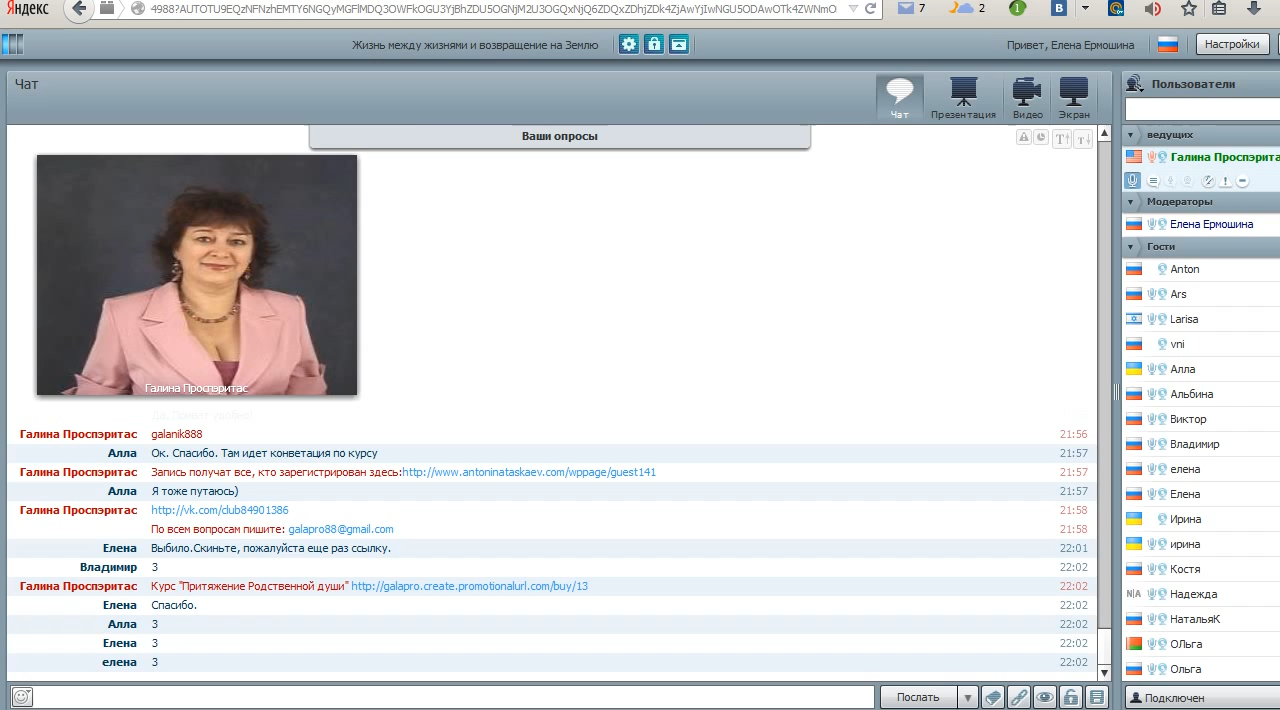 Яндекс
4988?AUTOTU9EQzNFNzhEMTY6NGQyMGFlMDQ3OWFkOGU3YjBhZDU5OGVjM2U3OGQxNjQ6ZDQxZDhjZDk4ZjAwYjIwNGU5ODAwOTk4ZWNmO
7
2
1
Жизнь между жизнями и возвращение на Землю
Привет, Елена Ермошина
Настройки
Чат
Чат
Презентация
Видео
Экран
Ваши опросы
Галина Проспэритас
Галина Проспэритас galanik888 21:56
Алла Ок. Спасибо. Там идет конветация по курсу 21:57
Галина Проспэритас Запись получат все, кто зарегистрирован здесь:http://www.antoninataskaev.com/wppage/guest141 21:57
Алла Я тоже путаюсь) 21:57
Галина Проспэритас http://vk.com/club84901386 21:58
По всем вопросам пишите: galapro88@gmail.com 21:58
Елена Выбило.Скиньте, пожалуйста еще раз ссылку. 22:01
Владимир 3 22:02
Галина Проспэритас Курс "Притяжение Родственной души" http://galapro.create.promotionalurl.com/buy/13 22:02
Елена Спасибо. 22:02
Алла 3 22:02
Елена 3 22:02
елена 3 22:02
Послать
Пользователи
ведущих
Галина Проспэрита
Модераторы
Елена Ермошина
Гости
Anton
Ars
Larisa
vni
Алла
Альбина
Виктор
Владимир
елена
Елена
Ирина
ирина
Костя
N|A Надежда
НатальяК
ОЛьга
Ольга
Подключен